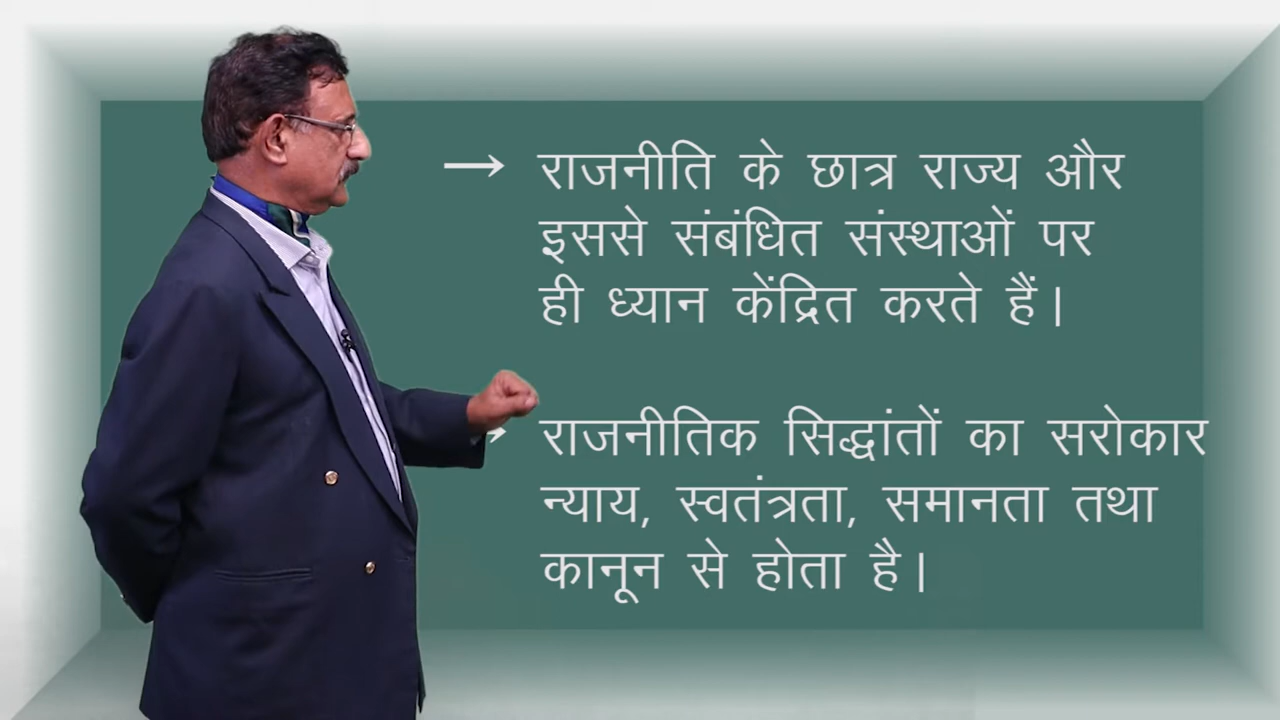 → राजनीति के छात्र राज्य और
इससे संबंधित संस्थाओं पर
ही ध्यान केंद्रित करते हैं।
→ राजनीतिक सिद्धांतों का सरोकार
न्याय, स्वतंत्रता, समानता तथा
कानून से होता है।